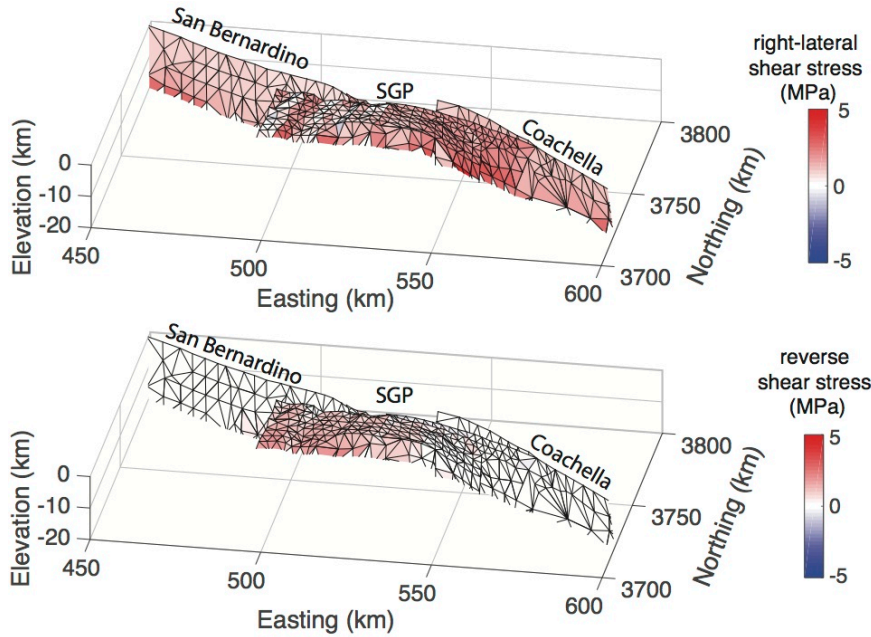 San Bernardino
SGP
Coachella
right-lateral
shear stress
(MPa)
5
0
-5
3800
3750
3700
Northing (km)
0
-10
-20
Elevation (km)
450
500
550
600
Easting (km)
San Bernardino
SGP
Coachella
reverse
shear stress
(MPa)
5
0
-5
3800
3750
3700
Northing (km)
0
-10
-20
Elevation (km)
450
500
550
600
Easting (km)